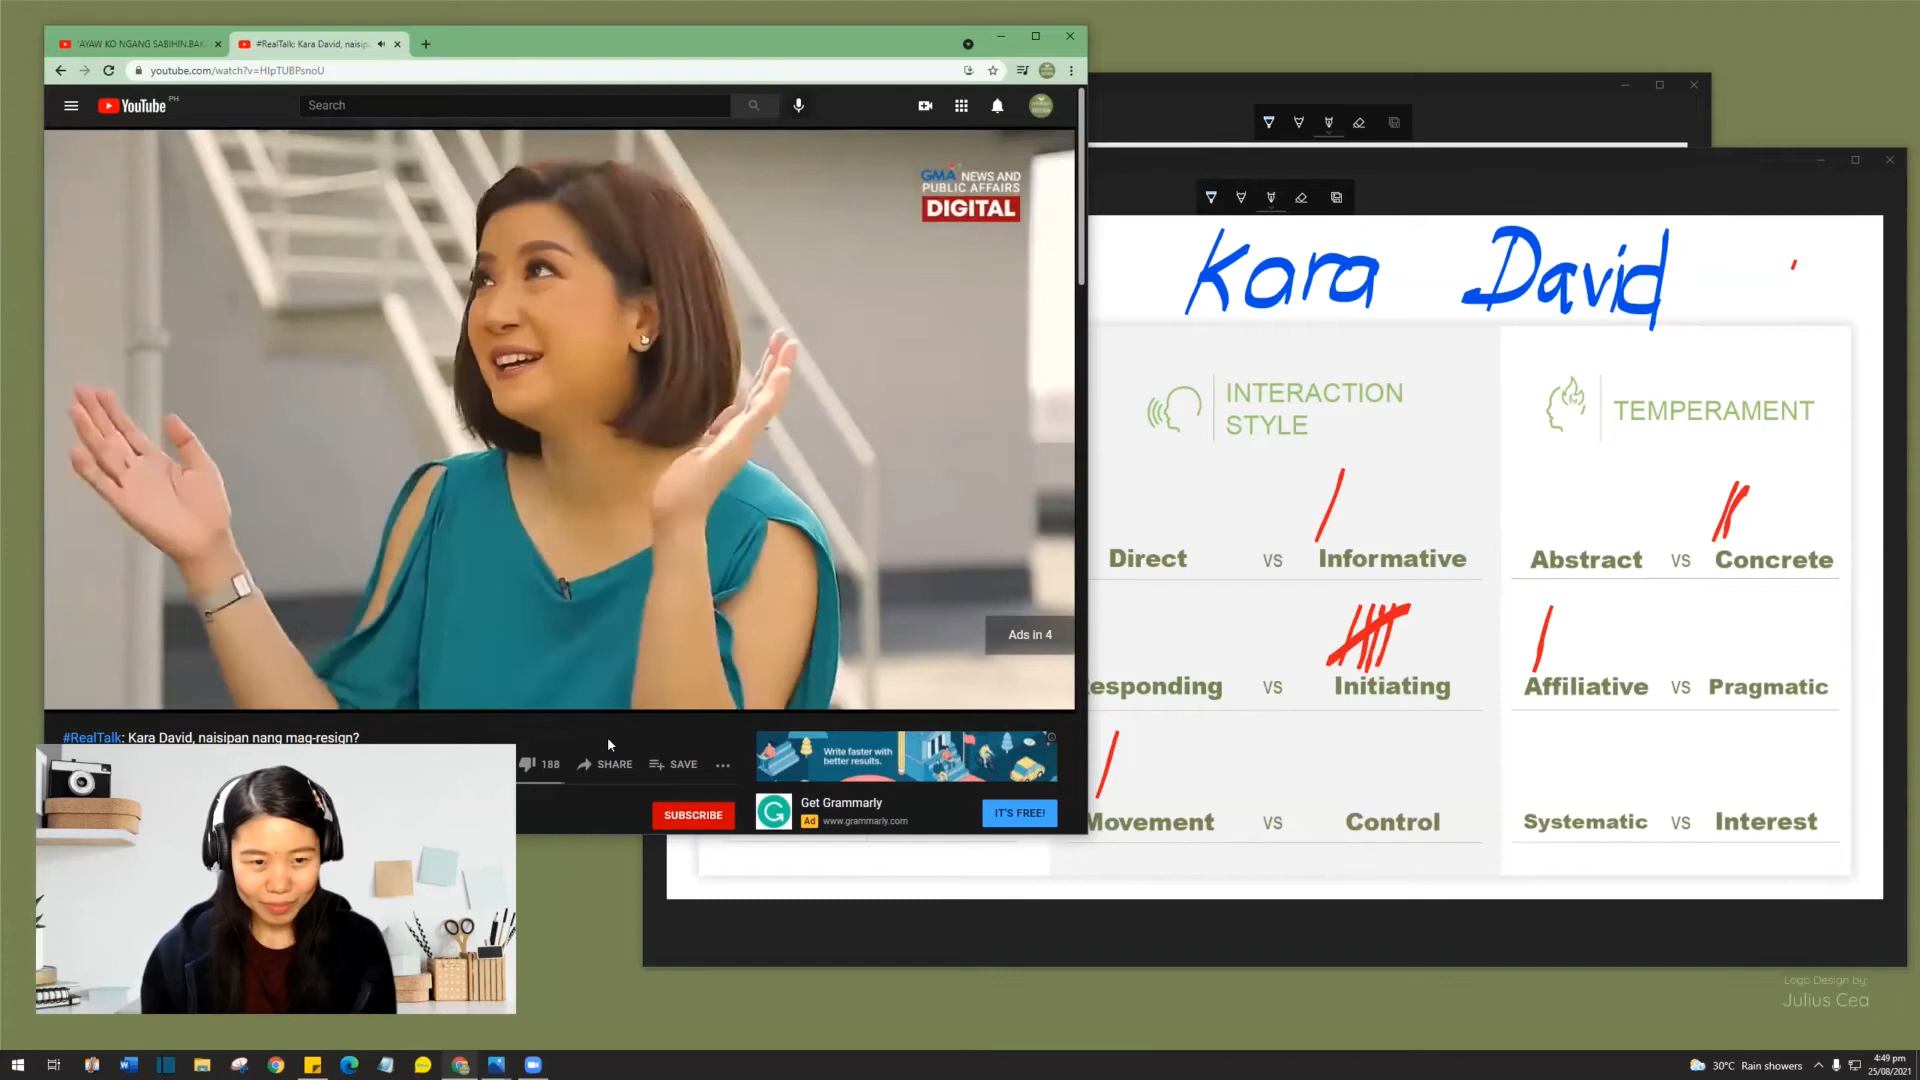 'AYAW KO NGANG SABIHIN.BAK
#RealTalk: Kara David, naisip
youtube.com/watch?v=HIpTUBPsnoU
YouTube PH
Search
GMA NEWS AND
PUBLIC AFFAIRS
DIGITAL
Ads in 4
#RealTalk: Kara David, naisipan nang mag-resign?
188
SHARE
SAVE
SUBSCRIBE
Write faster with
better results.
Get Grammarly
Ad www.grammarly.com
IT'S FREE!
Kara David
INTERACTION
STYLE
TEMPERAMENT
Direct vs Informative
Abstract vs Concrete
esponding vs Initiating
Affiliative vs Pragmatic
Movement vs Control
Systematic vs Interest
Logo Design by:
Julius Cea
30°C Rain showers
4:49 pm
25/08/2021